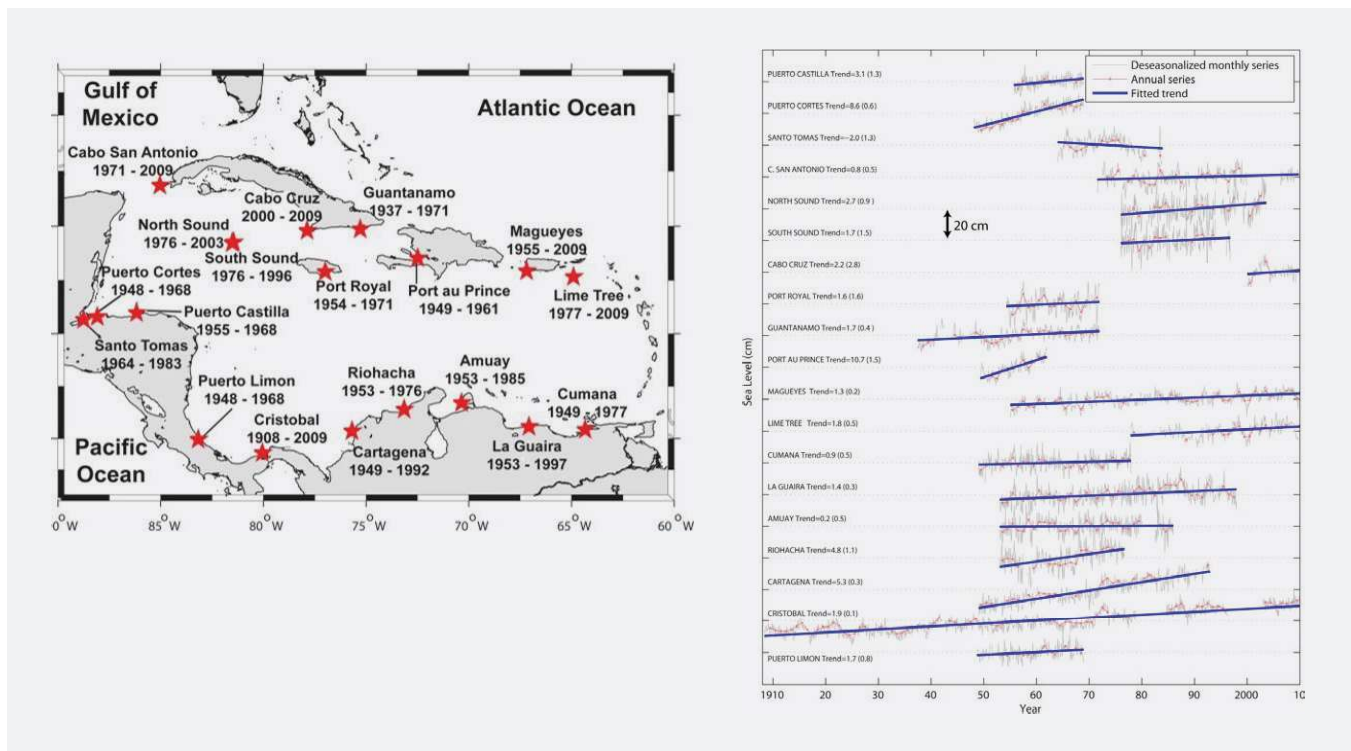 Gulf of
Mexico
Atlantic Ocean
Cabo San Antonio
1971 - 2009
Cabo Cruz
2000 - 2009
Guantanamo
1937 - 1971
North Sound
1976 - 2003
Magueyes
1955 - 2009
South Sound
1976 - 1996
Puerto Cortes
1948 - 1968
Port Royal
1954 - 1971
Port au Prince
1949 - 1961
Lime Tree
1977 - 2009
Puerto Castilla
1955 - 1968
Santo Tomas
1964 - 1983
Puerto Limon
1948 - 1968
Riohacha
1953 - 1976
Amuay
1953 - 1985
Cumana
1949 - 1977
Cristobal
1908 - 2009
Cartagena
1949 - 1992
La Guaira
1953 - 1997
Pacific
Ocean
0°W 85°W 80°W 75°W 70°W 65°W 60°W
Deseasonalized monthly series
Annual series
Fitted trend
PUERTO CASTILLA Trend=3.1 (1.3)
PUERTO CORTES Trend=8.6 (0.6)
SANTO TOMAS Trend=-2.0 (1.3)
C. SAN ANTONIO Trend=0.8 (0.5)
NORTH SOUND Trend=2.7 (0.9 )
20 cm
SOUTH SOUND Trend=1.7 (1.5)
CABO CRUZ Trend=2.2 (2.8)
PORT ROYAL Trend=1.6 (1.6)
GUANTANAMO Trend=1.7 (0.4 )
PORT AU PRINCE Trend=10.7 (1.5)
MAGUEYES Trend=1.3 (0.2)
LIME TREE Trend=1.8 (0.5)
CUMANA Trend=0.9 (0.5)
LA GUAIRA Trend=1.4 (0.3)
AMUAY Trend=0.2 (0.5)
RIOHACHA Trend=4.8 (1.1)
CARTAGENA Trend=5.3 (0.3)
CRISTOBAL Trend=1.9 (0.1)
PUERTO LIMON Trend=1.7 (0.8)
Sea Level (cm)
1910 20 30 40 50 60 70 80 90 2000 10
Year